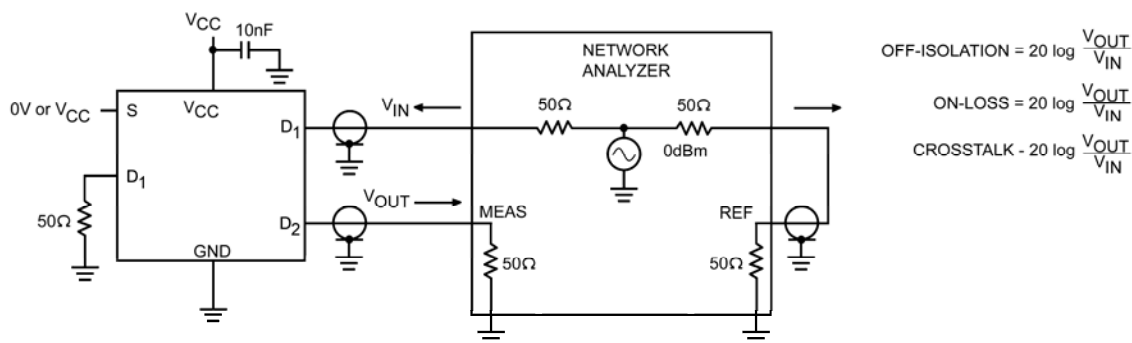 VCC
10nF
0V or VCC
S
VCC
D1
D1
50Ω
D2
GND
VIN
VOUT
NETWORK
ANALYZER
50Ω
50Ω
0dBm
MEAS
REF
50Ω
50Ω
OFF-ISOLATION = 20 log VOUT/VIN
ON-LOSS = 20 log VOUT/VIN
CROSSTALK - 20 log VOUT/VIN